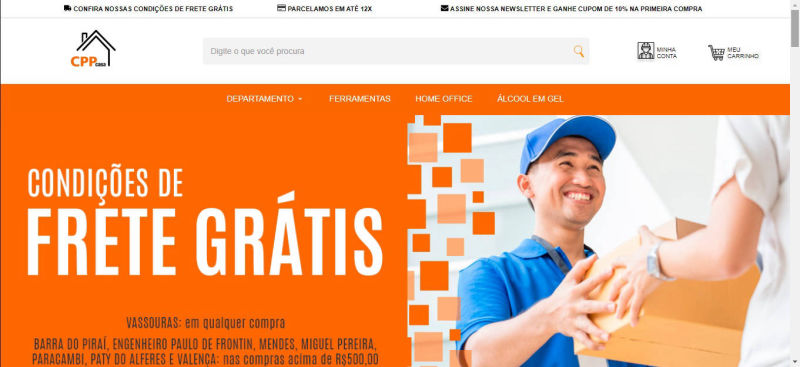 CONFIRA NOSSAS CONDIÇÕES DE FRETE GRÁTIS
PARCELAMOS EM ATÉ 12X
ASSINE NOSSA NEWSLETTER E GANHE CUPOM DE 10% NA PRIMEIRA COMPRA
CPP casa
Digite o que você procura
MINHA
CONTA
MEU
CARRINHO
DEPARTAMENTO
FERRAMENTAS
HOME OFFICE
ÁLCOOL EM GEL
CONDIÇÕES DE
FRETE GRÁTIS
VASSOURAS: em qualquer compra
BARRA DO PIRAÍ, ENGENHEIRO PAULO DE FRONTIN, MENDES, MIGUEL PEREIRA,
PARACAMBI, PATY DO ALFERES E VALENÇA: nas compras acima de R$500,00